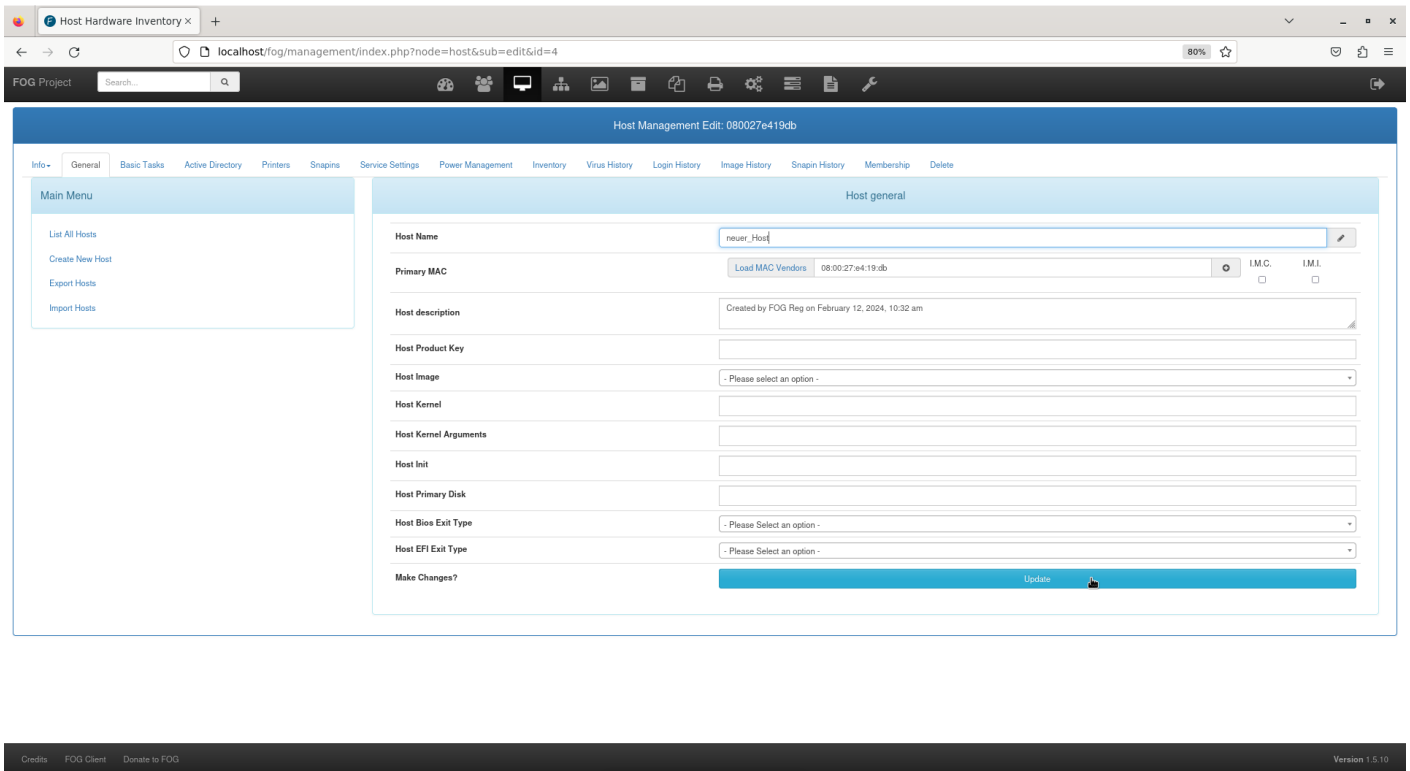 Host Hardware Inventory
localhost/fog/management/index.php?node=host&sub=edit&id=4
80%
FOG Project
Search...
Host Management Edit: 080027e419db
Info General Basic Tasks Active Directory Printers Snapins Service Settings Power Management Inventory Virus History Login History Image History Snapin History Membership Delete
Main Menu
List All Hosts
Create New Host
Export Hosts
Import Hosts
Host general
Host Name neuer_Host
Primary MAC Load MAC Vendors 08:00:27:e4:19:db I.M.C. I.M.I.
Host description Created by FOG Reg on February 12, 2024, 10:32 am
Host Product Key
Host Image - Please select an option -
Host Kernel
Host Kernel Arguments
Host Init
Host Primary Disk
Host Bios Exit Type - Please Select an option -
Host EFI Exit Type - Please Select an option -
Make Changes? Update
Credits FOG Client Donate to FOG Version 1.5.10